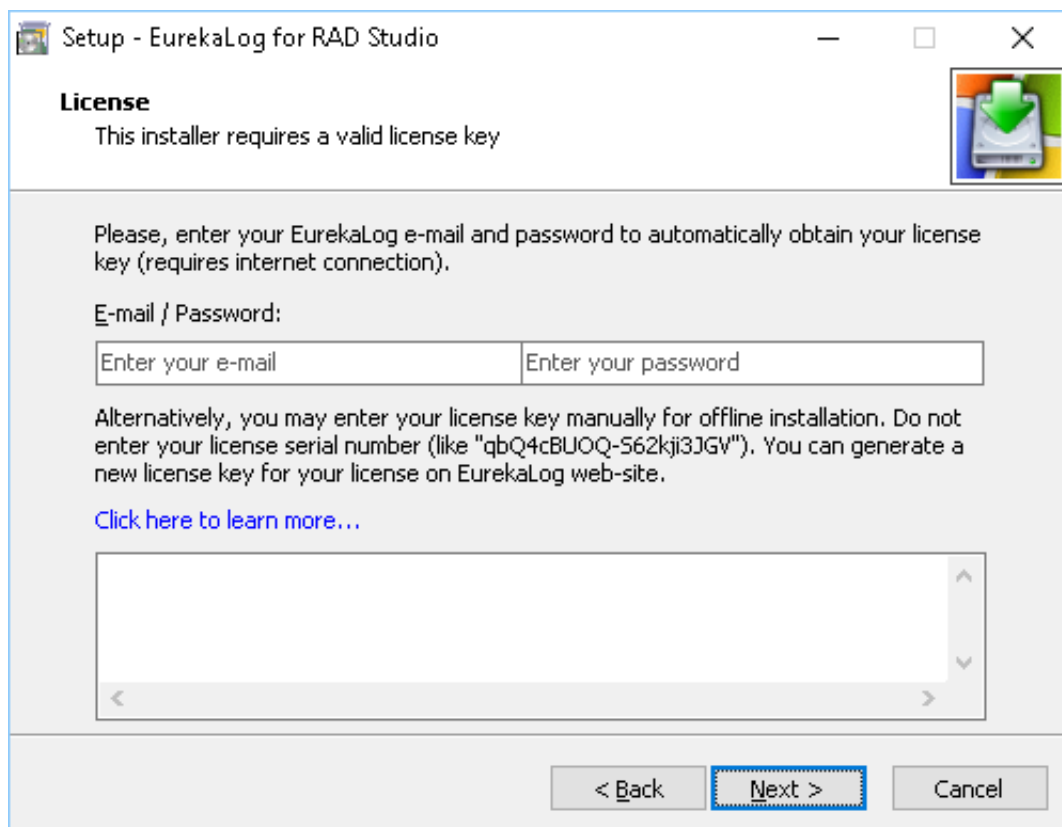 Setup - EurekaLog for RAD Studio
License
This installer requires a valid license key
Please, enter your EurekaLog e-mail and password to automatically obtain your license
key (requires internet connection).
E-mail / Password:
Enter your e-mail Enter your password
Alternatively, you may enter your license key manually for offline installation. Do not
enter your license serial number (like "qbQ4cBUOQ-S62kji3JGV"). You can generate a
new license key for your license on EurekaLog web-site.
Click here to learn more...
< Back Next > Cancel